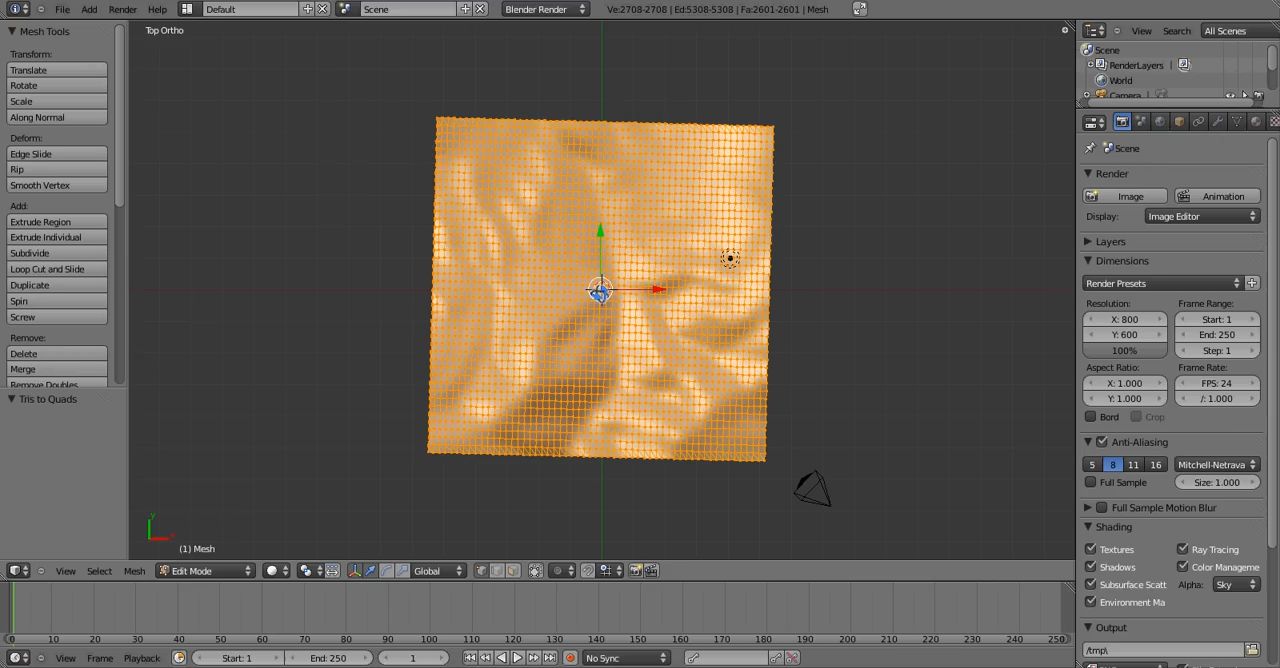 File Add Render Help Default Scene Blender Render Ve:2708-2708 | Ed:5308-5308 | Fa:2601-2601 | Mesh
Mesh Tools
Transform:
Translate
Rotate
Scale
Along Normal
Deform:
Edge Slide
Rip
Smooth Vertex
Add:
Extrude Region
Extrude Individual
Subdivide
Loop Cut and Slide
Duplicate
Spin
Screw
Remove:
Delete
Merge
Remove Doubles
Tris to Quads
Top Ortho
y
x
(1) Mesh
View Select Mesh Edit Mode Global
0 10 20 30 40 50 60 70 80 90 100 110 120 130 140 150 160 170 180 190 200 210 220 230 240 250
View Frame Playback Start: 1 End: 250 1 No Sync
View Search All Scenes
Scene
RenderLayers |
World
Camera |
Scene
Render
Image Animation
Display: Image Editor
Layers
Dimensions
Render Presets
Resolution: Frame Range:
X: 800 Start: 1
Y: 600 End: 250
100% Step: 1
Aspect Ratio: Frame Rate:
X: 1.000 FPS: 24
Y: 1.000 /: 1.000
Bord Crop
Anti-Aliasing
5 8 11 16 Mitchell-Netrava
Full Sample Size: 1.000
Full Sample Motion Blur
Shading
Textures Ray Tracing
Shadows Color Manageme
Subsurface Scatt Alpha: Sky
Environment Ma
Output
/tmp\